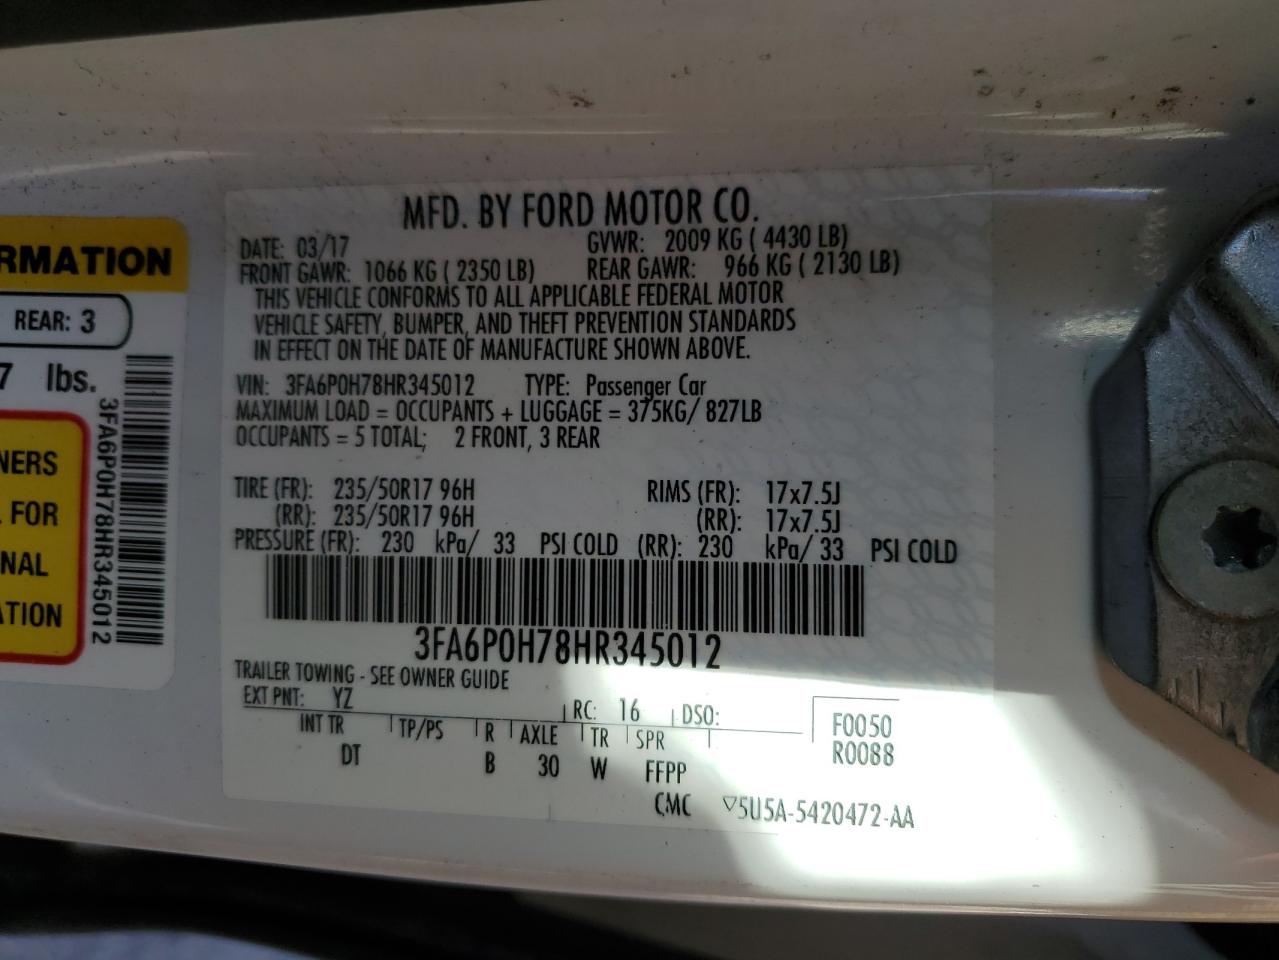 RMATION
REAR: 3
7 lbs.
NERS
L FOR
NAL
ATION
3FA6P0H78HR345012
MFD. BY FORD MOTOR CO.
DATE: 03/17 GVWR: 2009 KG ( 4430 LB)
FRONT GAWR: 1066 KG ( 2350 LB) REAR GAWR: 966 KG ( 2130 LB)
THIS VEHICLE CONFORMS TO ALL APPLICABLE FEDERAL MOTOR
VEHICLE SAFETY, BUMPER, AND THEFT PREVENTION STANDARDS
IN EFFECT ON THE DATE OF MANUFACTURE SHOWN ABOVE.
VIN: 3FA6P0H78HR345012 TYPE: Passenger Car
MAXIMUM LOAD = OCCUPANTS + LUGGAGE = 375KG/ 827LB
OCCUPANTS = 5 TOTAL; 2 FRONT, 3 REAR
TIRE (FR): 235/50R17 96H RIMS (FR): 17x7.5J
(RR): 235/50R17 96H (RR): 17x7.5J
PRESSURE (FR): 230 kPa/ 33 PSI COLD (RR): 230 kPa/ 33 PSI COLD
3FA6P0H78HR345012
TRAILER TOWING - SEE OWNER GUIDE
EXT PNT: YZ RC: 16 DSO: F0050
INT TR TP/PS R AXLE TR SPR R0088
DT B 30 W FFPP
CMC ▽5U5A-5420472-AA